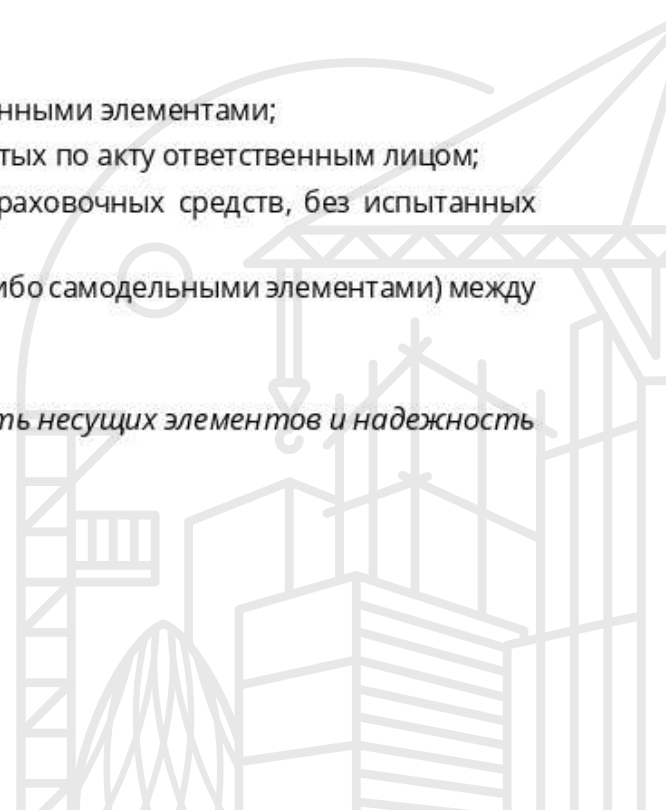 нными элементами;
тых по акту ответственным лицом;
раховочных средств, без испытанных
ибо самодельными элементами) между
ть несущих элементов и надежность